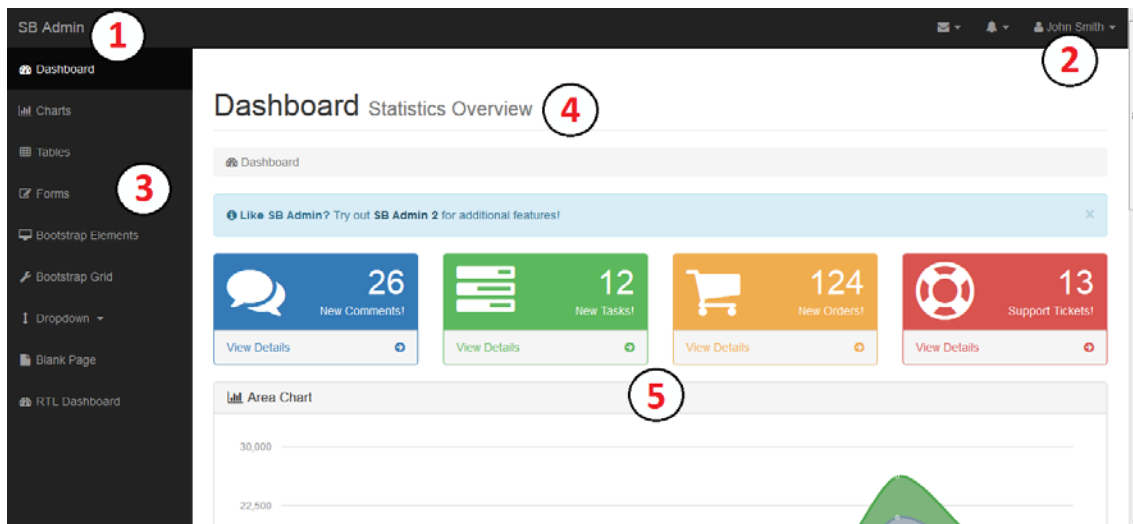 SB Admin
1
John Smith
2
Dashboard
Charts
Tables
Forms
3
Bootstrap Elements
Bootstrap Grid
Dropdown
Blank Page
RTL Dashboard
Dashboard Statistics Overview
4
Dashboard
Like SB Admin? Try out SB Admin 2 for additional features!
×
26
New Comments!
View Details
12
New Tasks!
View Details
124
New Orders!
View Details
13
Support Tickets!
View Details
5
Area Chart
30,000
22,500